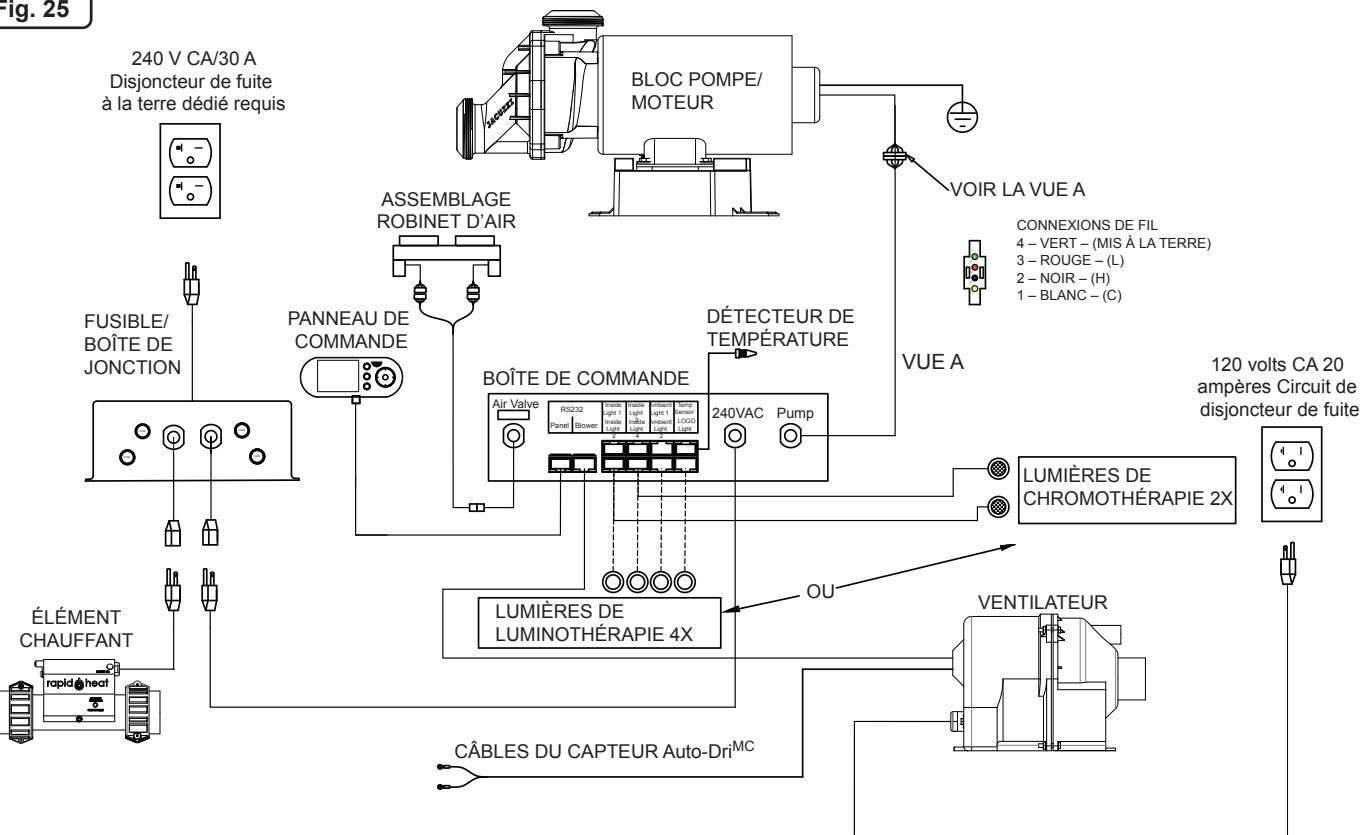 Fig. 25
240 V CA/30 A
Disjoncteur de fuite
à la terre dédié requis
BLOC POMPE/
MOTEUR
JACUZZI
VOIR LA VUE A
CONNEXIONS DE FIL
4 – VERT – (MIS À LA TERRE)
3 – ROUGE – (L)
2 – NOIR – (H)
1 – BLANC – (C)
ASSEMBLAGE
ROBINET D'AIR
FUSIBLE/
BOÎTE DE
JONCTION
PANNEAU DE
COMMANDE
DÉTECTEUR DE
TEMPÉRATURE
VUE A
BOÎTE DE COMMANDE
Air Valve
RS232
Panel
Blower
Inside
Light 1
Inside
Light
2
Inside
Light
3
Inside
Light
4
Ambient
Light 1
Ambient
Light
2
Temp
Sensor
LOGO
Light
240VAC
Pump
120 volts CA 20
ampères Circuit de
disjoncteur de fuite
LUMIÈRES DE
CHROMOTHÉRAPIE 2X
OU
LUMIÈRES DE
LUMINOTHÉRAPIE 4X
VENTILATEUR
ÉLÉMENT
CHAUFFANT
rapid heat
CÂBLES DU CAPTEUR Auto-DriMC